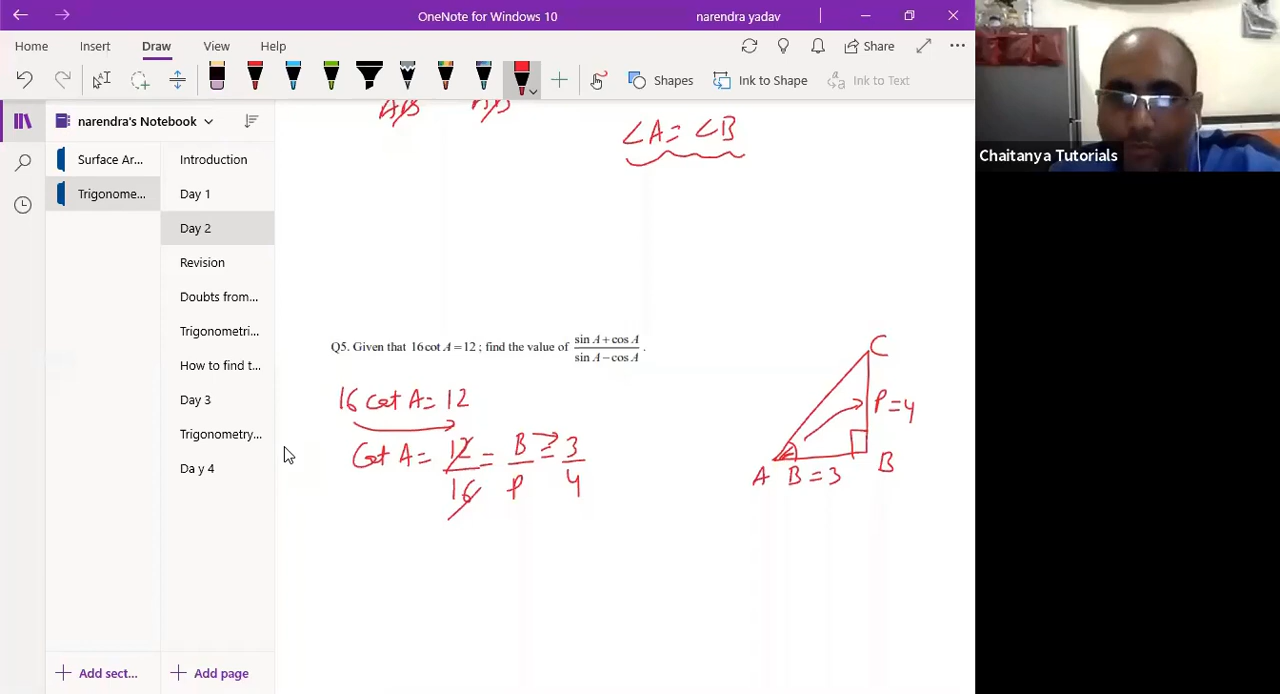 OneNote for Windows 10
narendra yadav
Home Insert Draw View Help
Share
Shapes
Ink to Shape
Ink to Text
narendra's Notebook
Surface Ar...
Trigonome...
Introduction
Day 1
Day 2
Revision
Doubts from...
Trigonometri...
How to find t...
Day 3
Trigonometry...
Da y 4
Add sect...
Add page
∠A = ∠B
Q5. Given that 16 cot A = 12 ; find the value of (sin A + cos A)/(sin A − cos A) .
16 cot A = 12
Cot A = 12/16 = B/P = 3/4
C
P = 4
A B = 3 B
Chaitanya Tutorials